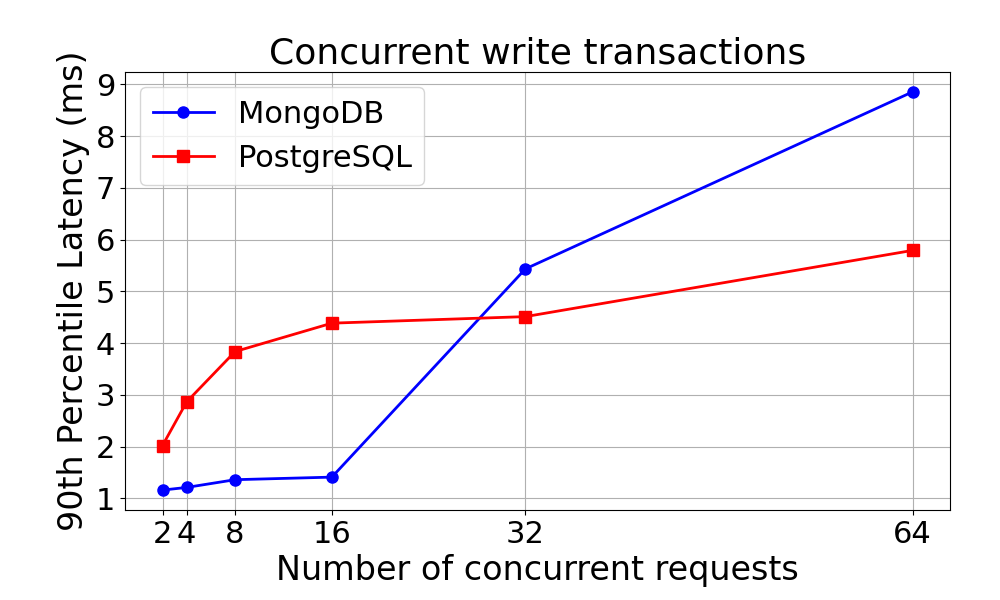 Concurrent write transactions
90th Percentile Latency (ms)
9
8
7
6
5
4
3
2
1
MongoDB
PostgreSQL
2 4 8 16 32 64
Number of concurrent requests